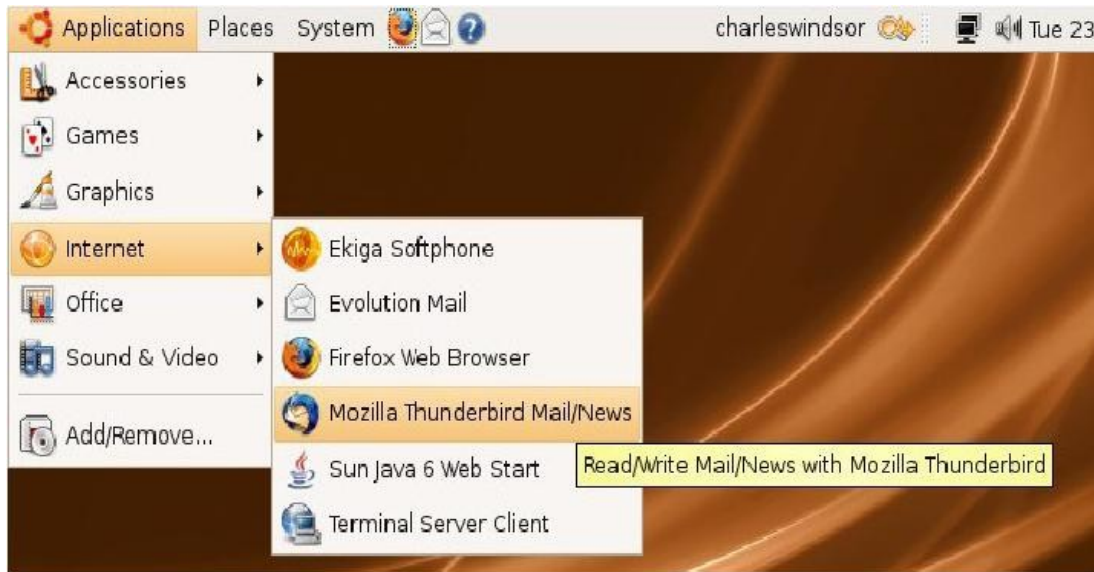 Applications Places System charleswindsor Tue 23
Accessories
Games
Graphics
Internet
Office
Sound & Video
Add/Remove...
Ekiga Softphone
Evolution Mail
Firefox Web Browser
Mozilla Thunderbird Mail/News
Sun Java 6 Web Start
Terminal Server Client
Read/Write Mail/News with Mozilla Thunderbird